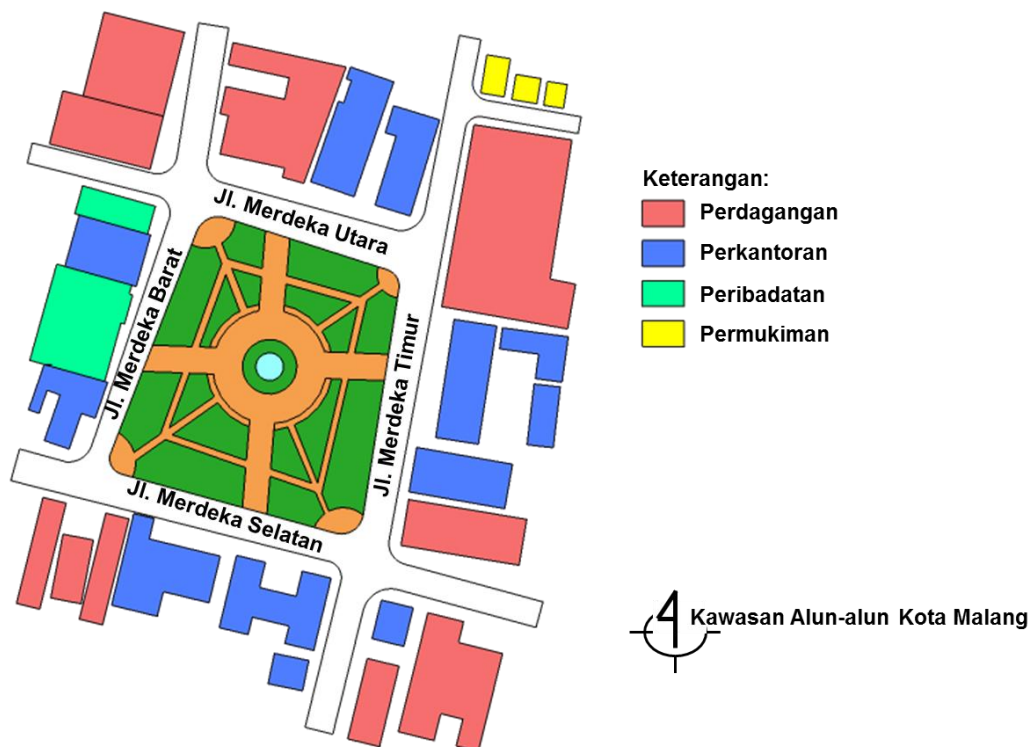 Jl. Merdeka Utara
Jl. Merdeka Barat
Jl. Merdeka Timur
Jl. Merdeka Selatan
Keterangan:
Perdagangan
Perkantoran
Peribadatan
Permukiman
Kawasan Alun-alun Kota Malang